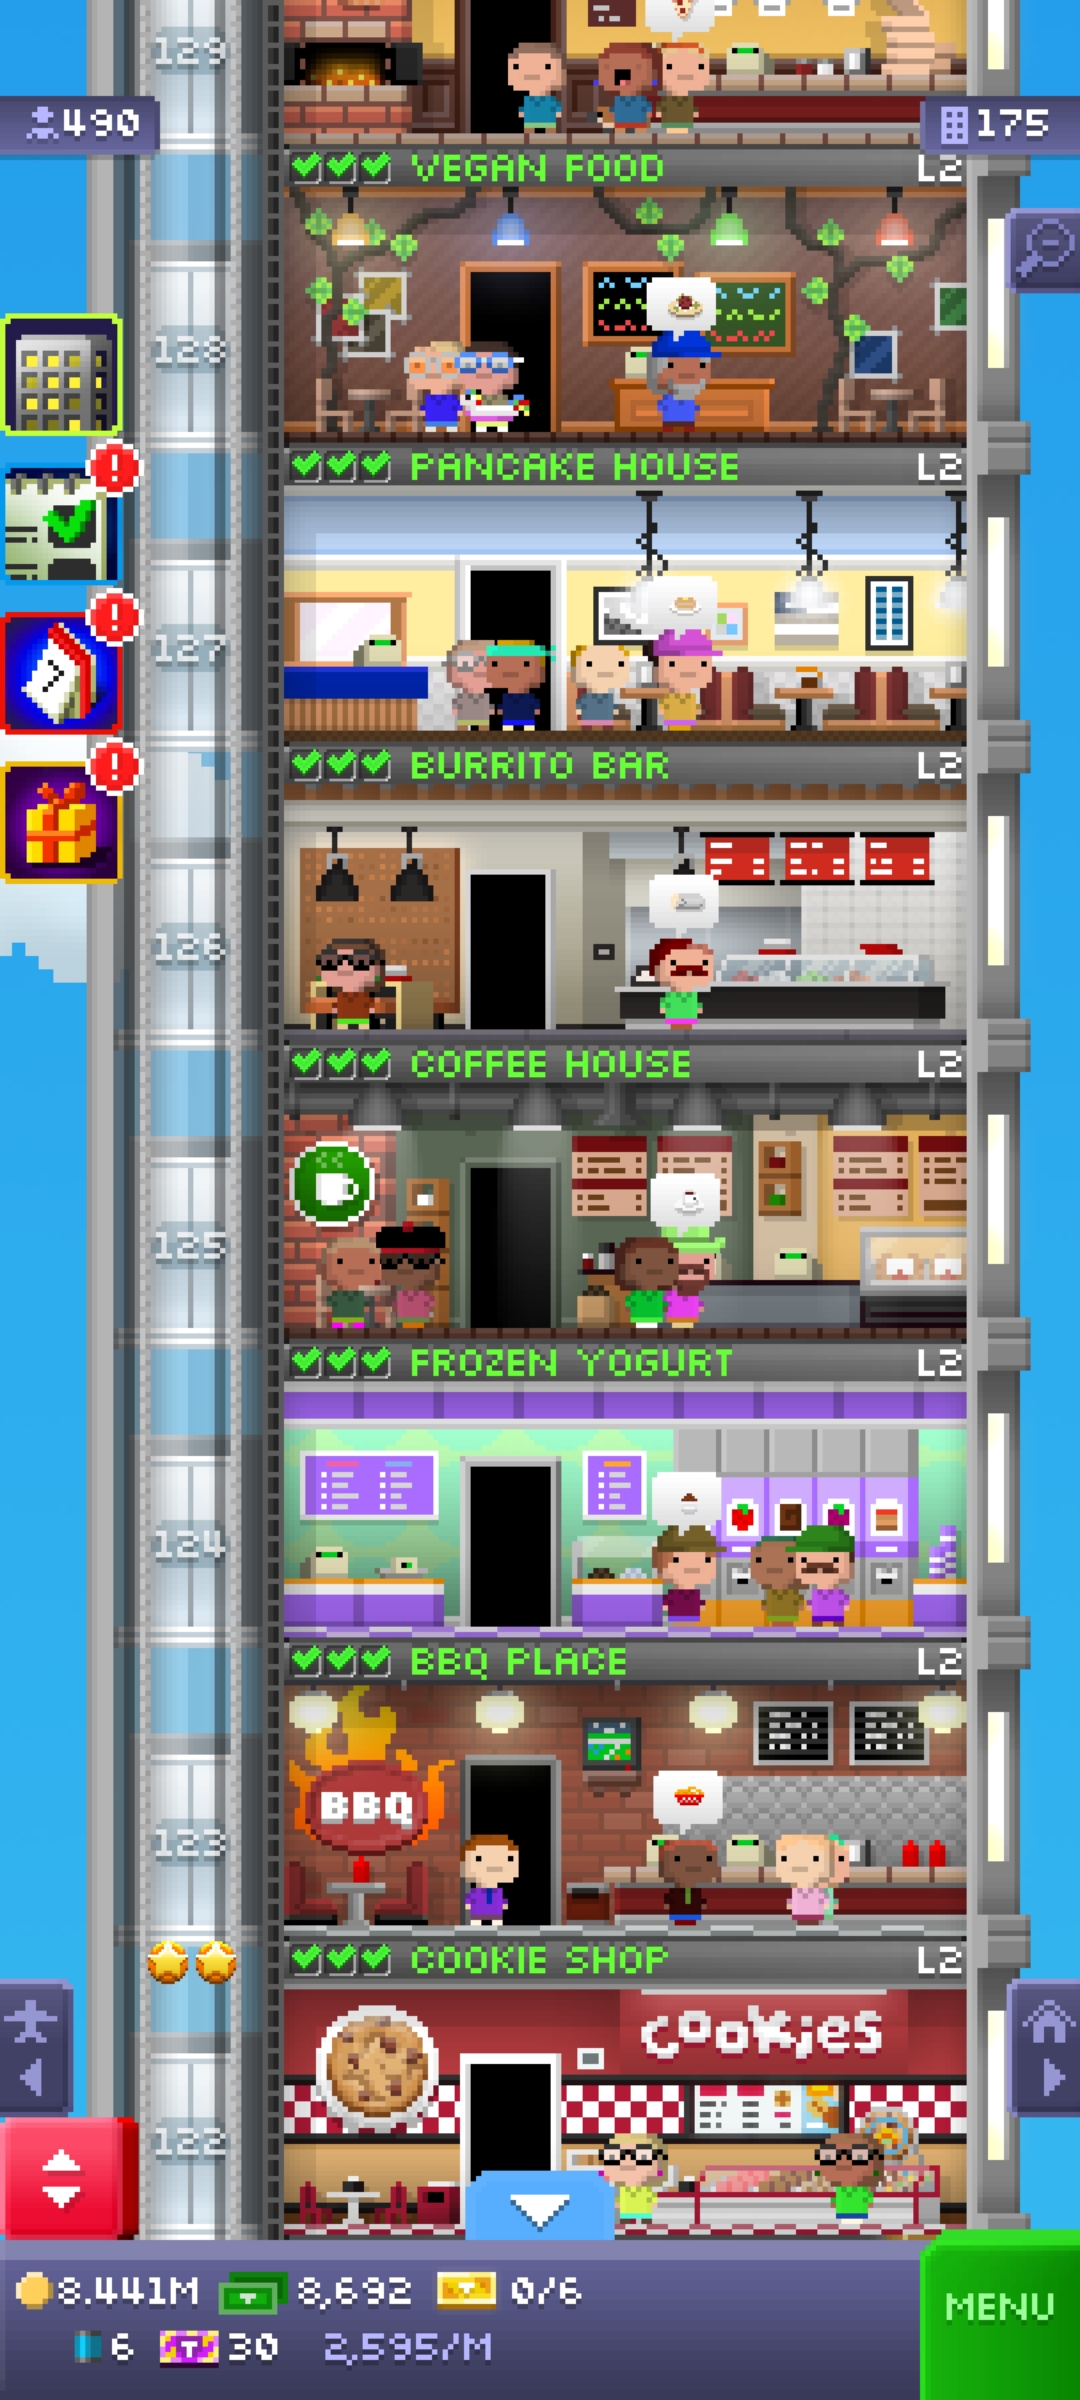 129
490
175
VEGAN FOOD L2
128
PANCAKE HOUSE L2
127
BURRITO BAR L2
126
COFFEE HOUSE L2
125
FROZEN YOGURT L2
124
BBQ PLACE L2
BBQ
123
COOKIE SHOP L2
cookies
122
8.441M 8,692 0/6
6 T 30 2,595/M
MENU